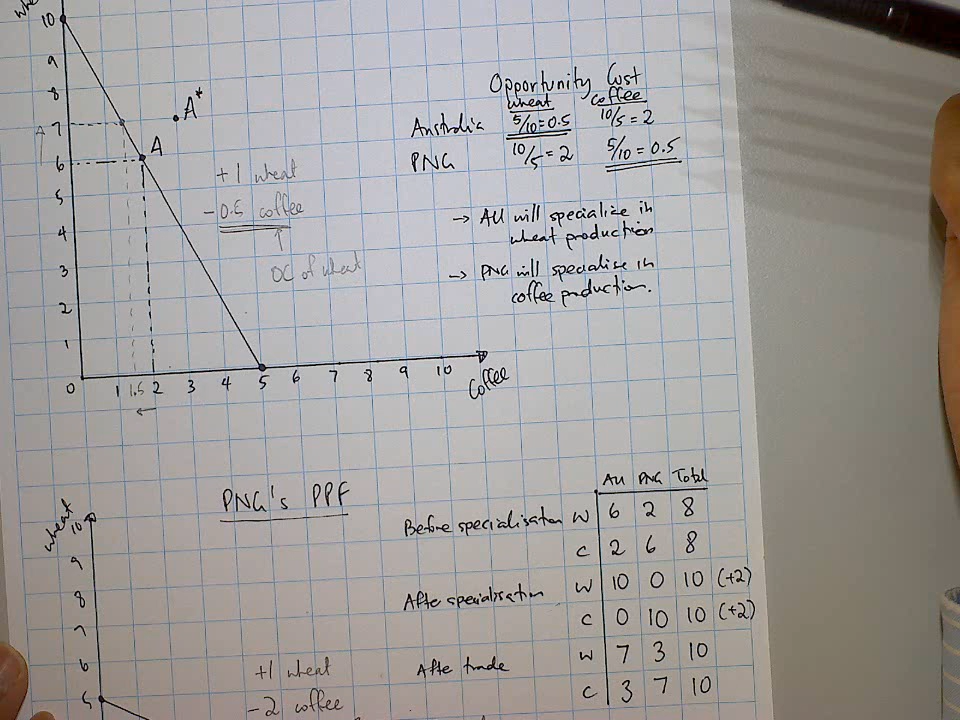 10
9
8
7
6
5
4
3
2
1
0
1 1.5 2 3 4 5 6 7 8 9 10
Coffee
A*
A
+1 wheat
-0.5 coffee
OC of wheat
Opportunity Cost
wheat coffee
Australia 5/10=0.5 10/5=2
PNG 10/5=2 5/10=0.5
→ AU will specialize in
wheat production
→ PNG will specialise in
coffee production.
PNG's PPF
wheat
10
9
8
7
6
5
+1 wheat
-2 coffee
AU PNG Total
Before specialisation W 6 2 8
C 2 6 8
After specialisation W 10 0 10 (+2)
C 0 10 10 (+2)
After trade W 7 3 10
C 3 7 10